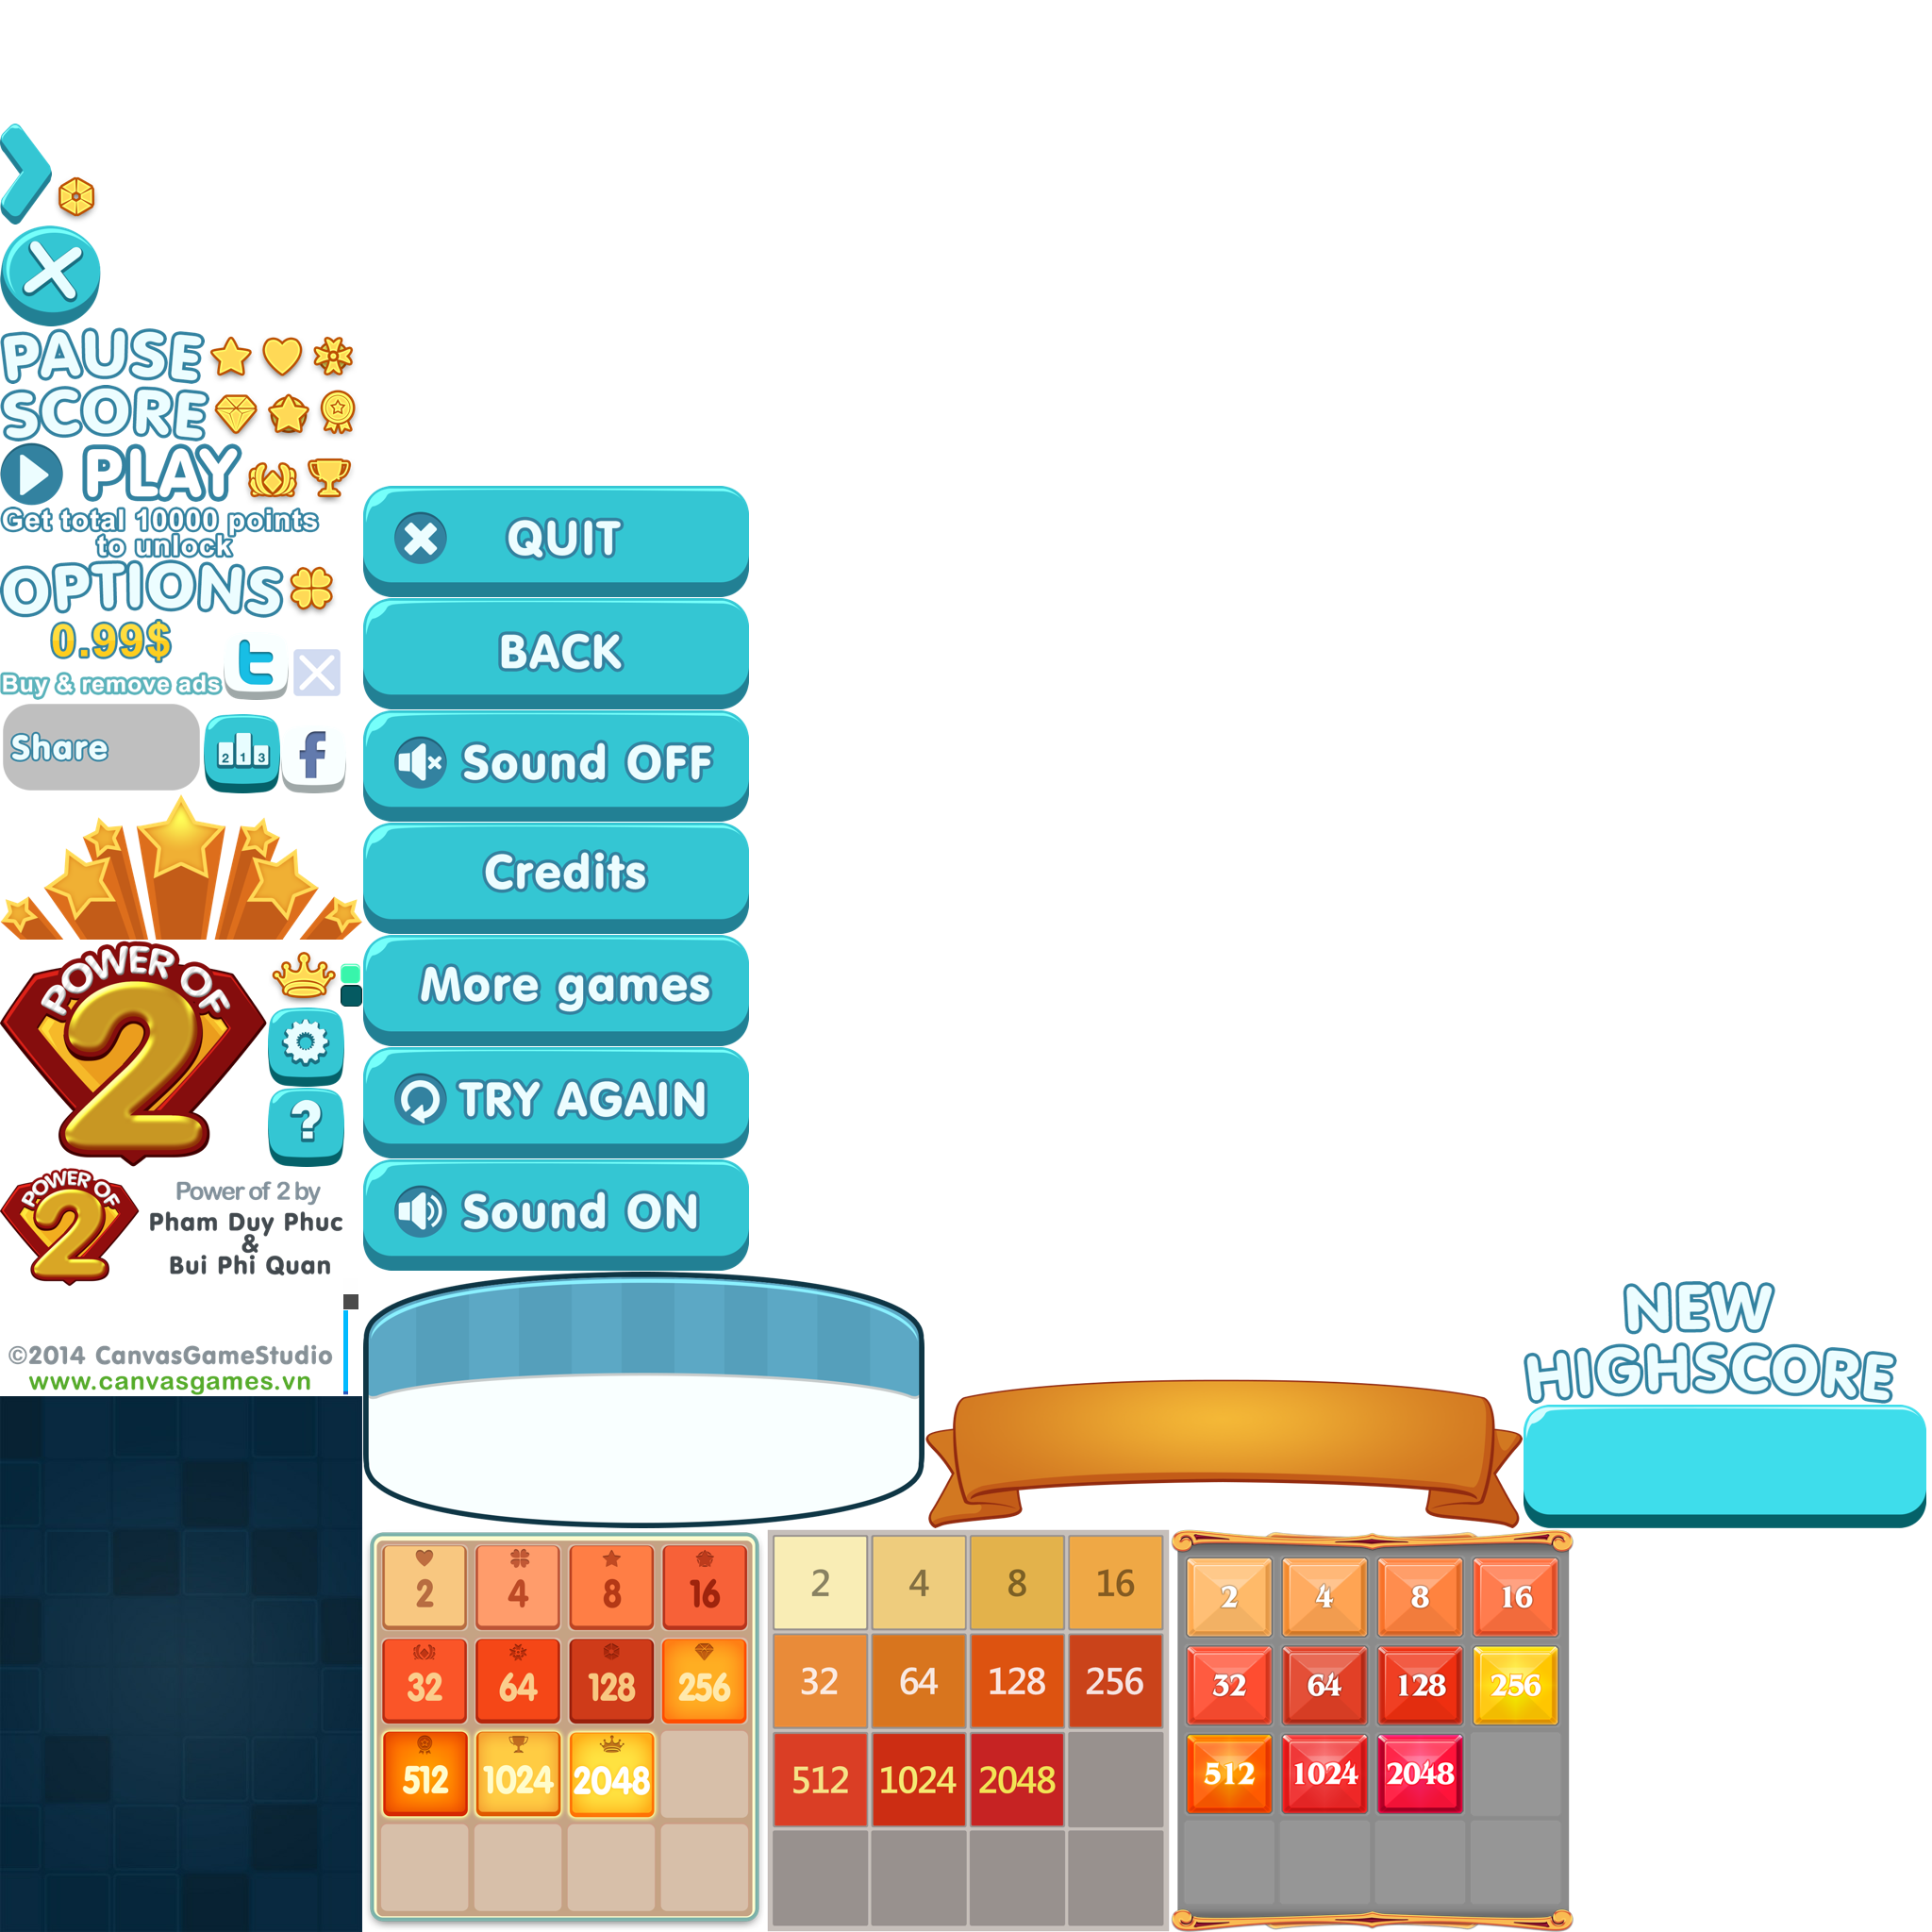 PAUSE
SCORE
PLAY
Get total 10000 points
to unlock
OPTIONS
0.99$
Buy & remove ads
Share
2 1 3
POWER OF
2
?
POWER OF
2
Power of 2 by
Pham Duy Phuc
&
Bui Phi Quan
©2014 CanvasGameStudio
www.canvasgames.vn
QUIT
BACK
Sound OFF
Credits
More games
TRY AGAIN
Sound ON
NEW
HIGHSCORE
2 4 8 16
32 64 128 256
512 1024 2048
2 4 8 16
32 64 128 256
512 1024 2048
2 4 8 16
32 64 128 256
512 1024 2048